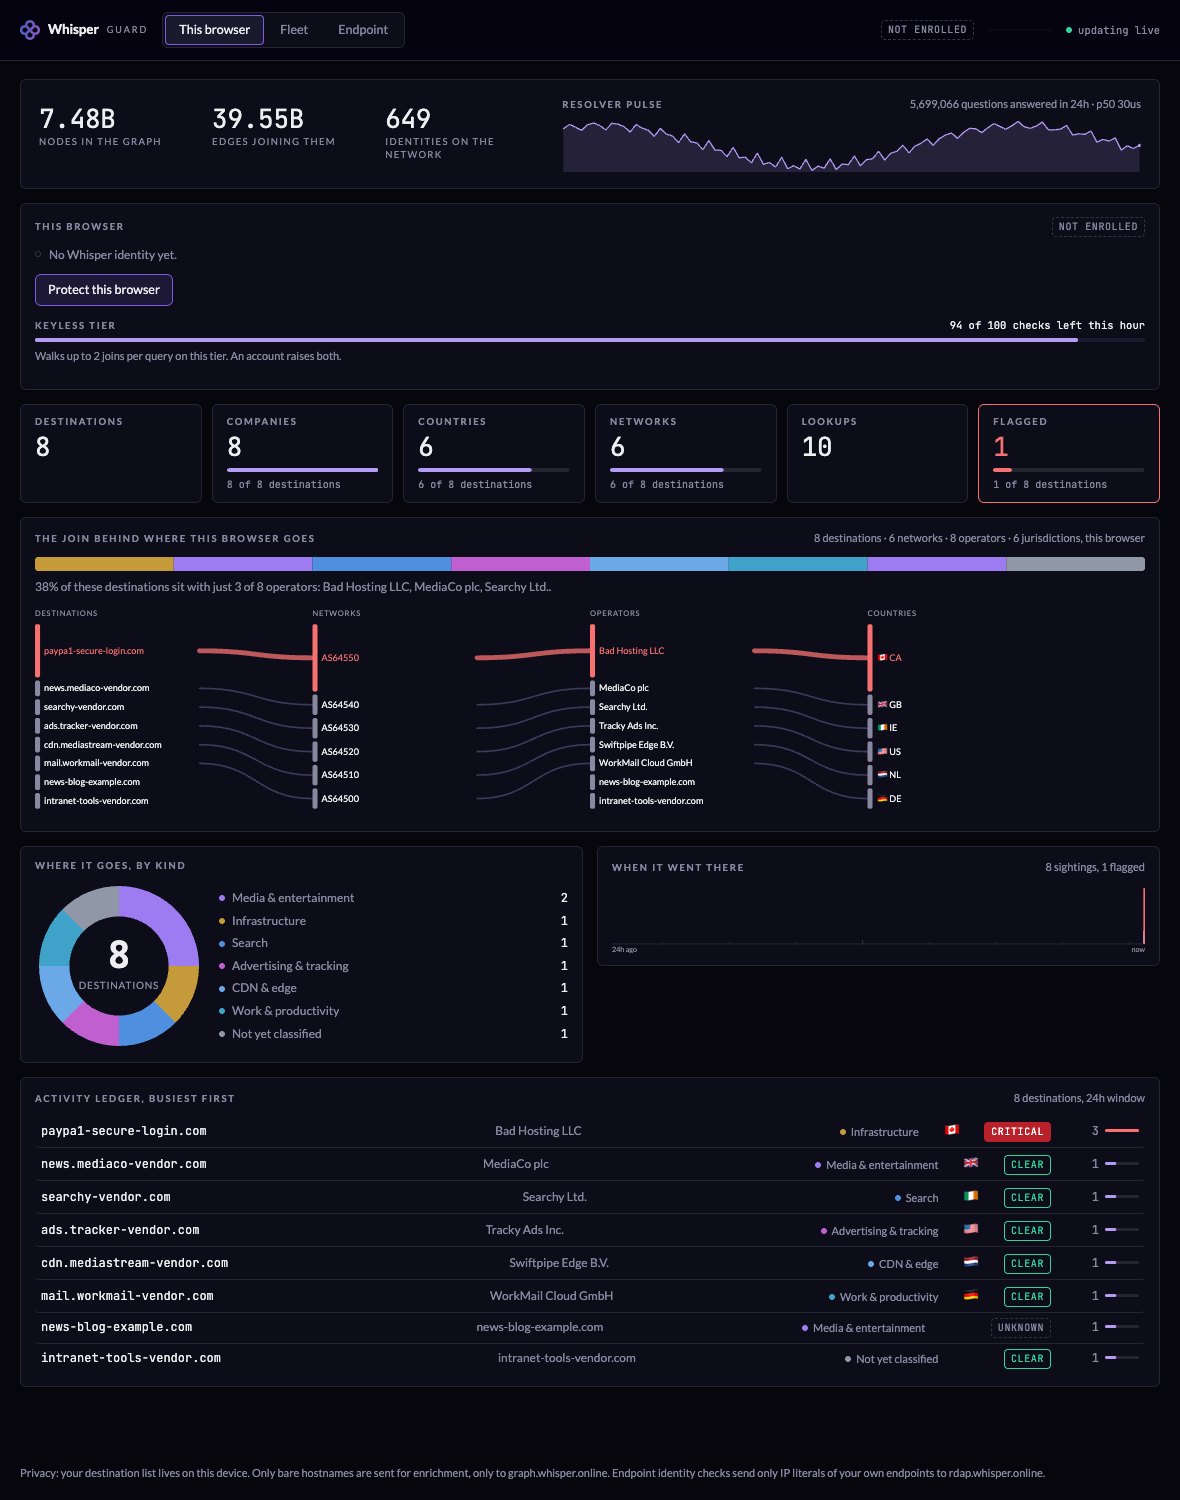 Whisper GUARD This browser Fleet Endpoint NOT ENROLLED updating live
7.48B
NODES IN THE GRAPH
39.55B
EDGES JOINING THEM
649
IDENTITIES ON THE
NETWORK
RESOLVER PULSE 5,699,066 questions answered in 24h · p50 30us
THIS BROWSER NOT ENROLLED
No Whisper identity yet.
Protect this browser
KEYLESS TIER 94 of 100 checks left this hour
Walks up to 2 joins per query on this tier. An account raises both.
DESTINATIONS
8
COMPANIES
8
8 of 8 destinations
COUNTRIES
6
6 of 8 destinations
NETWORKS
6
6 of 8 destinations
LOOKUPS
10
FLAGGED
1
1 of 8 destinations
THE JOIN BEHIND WHERE THIS BROWSER GOES 8 destinations · 6 networks · 8 operators · 6 jurisdictions, this browser
38% of these destinations sit with just 3 of 8 operators: Bad Hosting LLC, MediaCo plc, Searchy Ltd..
DESTINATIONS
paypa1-secure-login.com
news.mediaco-vendor.com
searchy-vendor.com
ads.tracker-vendor.com
cdn.mediastream-vendor.com
mail.workmail-vendor.com
news-blog-example.com
intranet-tools-vendor.com
NETWORKS
AS64550
AS64540
AS64530
AS64520
AS64510
AS64500
OPERATORS
Bad Hosting LLC
MediaCo plc
Searchy Ltd.
Tracky Ads Inc.
Swiftpipe Edge B.V.
WorkMail Cloud GmbH
news-blog-example.com
intranet-tools-vendor.com
COUNTRIES
CA
GB
IE
US
NL
DE
WHERE IT GOES, BY KIND
8
DESTINATIONS
Media & entertainment 2
Infrastructure 1
Search 1
Advertising & tracking 1
CDN & edge 1
Work & productivity 1
Not yet classified 1
WHEN IT WENT THERE 8 sightings, 1 flagged
24h ago now
ACTIVITY LEDGER, BUSIEST FIRST 8 destinations, 24h window
paypa1-secure-login.com Bad Hosting LLC Infrastructure CRITICAL 3
news.mediaco-vendor.com MediaCo plc Media & entertainment CLEAR 1
searchy-vendor.com Searchy Ltd. Search CLEAR 1
ads.tracker-vendor.com Tracky Ads Inc. Advertising & tracking CLEAR 1
cdn.mediastream-vendor.com Swiftpipe Edge B.V. CDN & edge CLEAR 1
mail.workmail-vendor.com WorkMail Cloud GmbH Work & productivity CLEAR 1
news-blog-example.com news-blog-example.com Media & entertainment UNKNOWN 1
intranet-tools-vendor.com intranet-tools-vendor.com Not yet classified CLEAR 1
Privacy: your destination list lives on this device. Only bare hostnames are sent for enrichment, only to graph.whisper.online. Endpoint identity checks send only IP literals of your own endpoints to rdap.whisper.online.